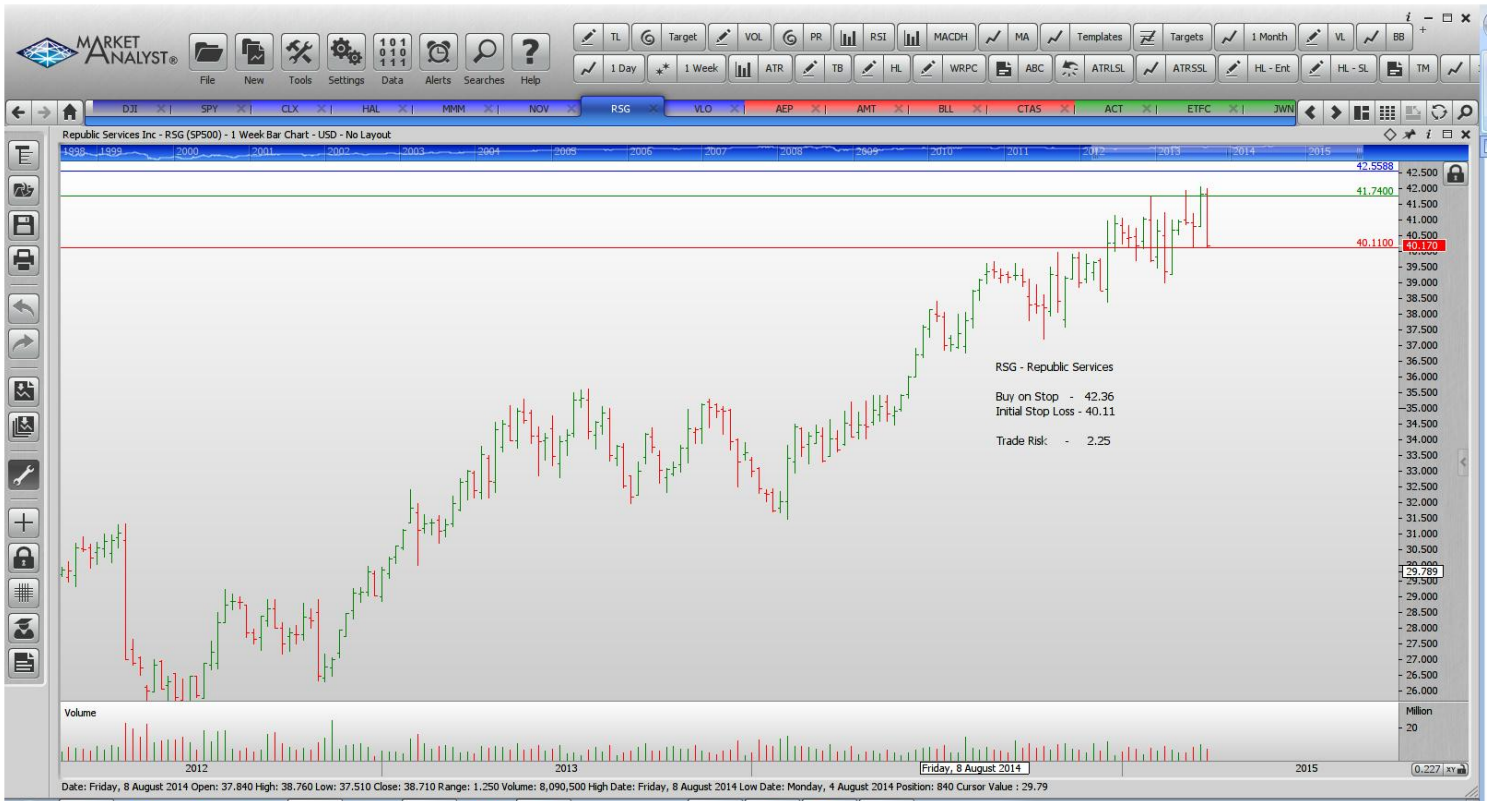 MARKET ANALYST®
File New Tools Settings Data Alerts Searches Help
TL Target VOL PR RSI MACDH MA Templates Targets 1 Month VL BB
1 Day 1 Week ATR TB HL WRPC ABC ATRLSL ATRSSL HL - Ent HL - SL TM
DJI SPY CLX HAL MMM NOV RSG VLO AEP AMT BLL CTAS ACT ETFC JWN
Republic Services Inc - RSG (SP500) - 1 Week Bar Chart - USD - No Layout
1998 1999 2000 2001 2002 2003 2004 2005 2006 2007 2008 2009 2010 2011 2012 2013 2014 2015
42.5588
42.500
42.000
41.7400
41.500
41.000
40.500
40.1100
40.170
39.500
39.000
38.500
38.000
37.500
37.000
36.500
36.000
35.500
35.000
34.500
34.000
33.500
33.000
32.500
32.000
31.500
31.000
30.500
29.789
29.500
29.000
28.500
28.000
27.500
27.000
26.500
26.000
RSG - Republic Services
Buy on Stop - 42.36
Initial Stop Loss - 40.11
Trade Risk - 2.25
Volume
Million
20
2012 2013 Friday, 8 August 2014 2015
0.227 XY
Date: Friday, 8 August 2014 Open: 37.840 High: 38.760 Low: 37.510 Close: 38.710 Range: 1.250 Volume: 8,090,500 High Date: Friday, 8 August 2014 Low Date: Monday, 4 August 2014 Position: 840 Cursor Value : 29.79